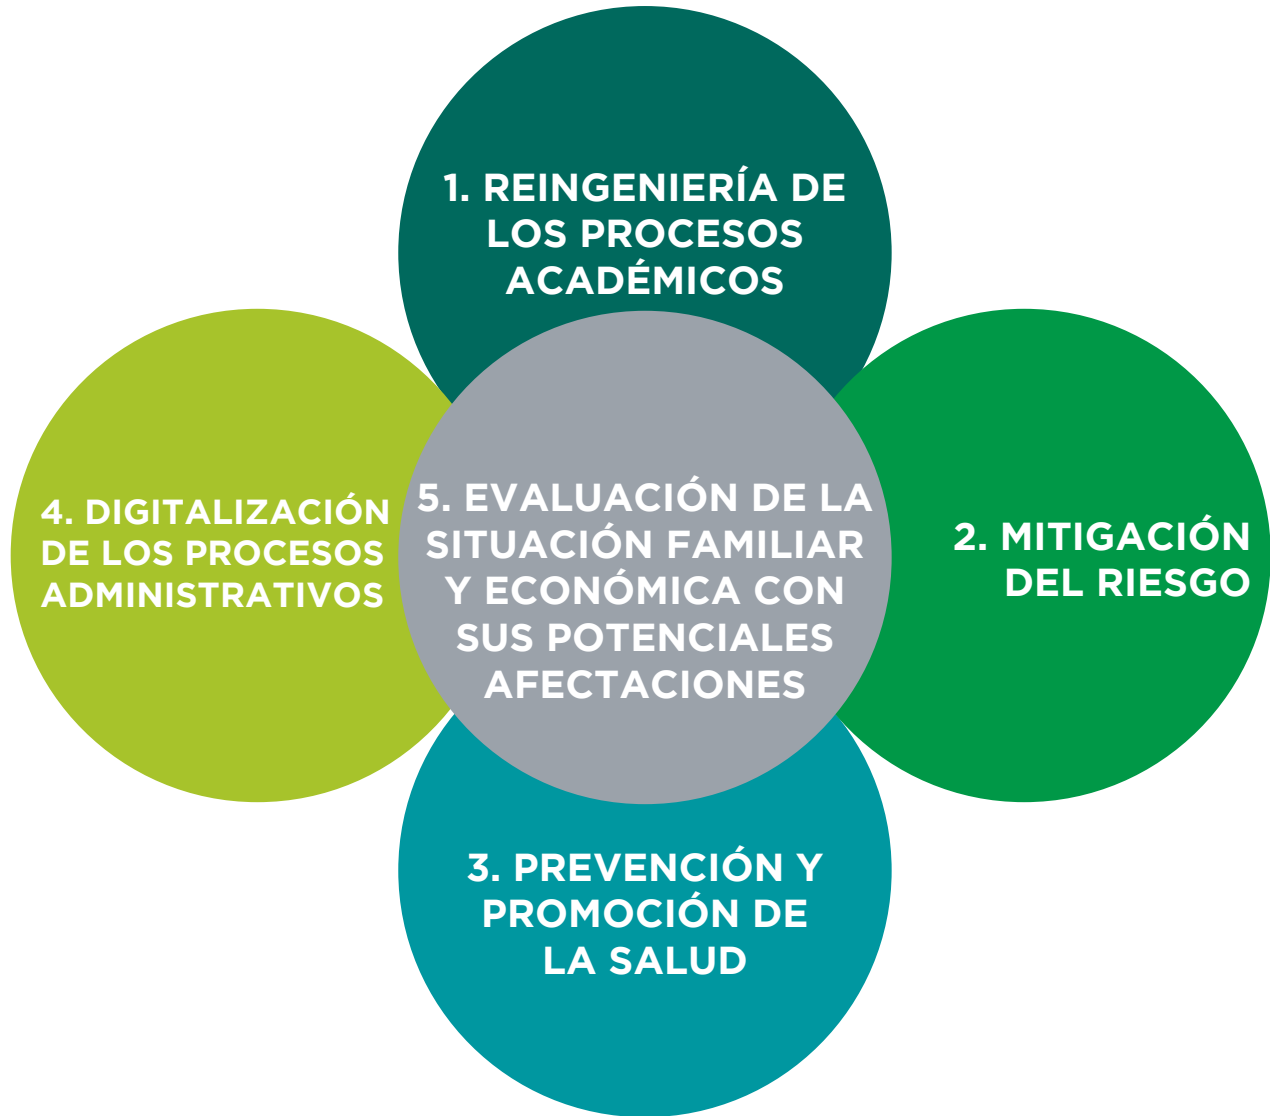 1. REINGENIERÍA DE
LOS PROCESOS
ACADÉMICOS
4. DIGITALIZACIÓN
DE LOS PROCESOS
ADMINISTRATIVOS
5. EVALUACIÓN DE LA
SITUACIÓN FAMILIAR
Y ECONÓMICA CON
SUS POTENCIALES
AFECTACIONES
2. MITIGACIÓN
DEL RIESGO
3. PREVENCIÓN Y
PROMOCIÓN DE
LA SALUD